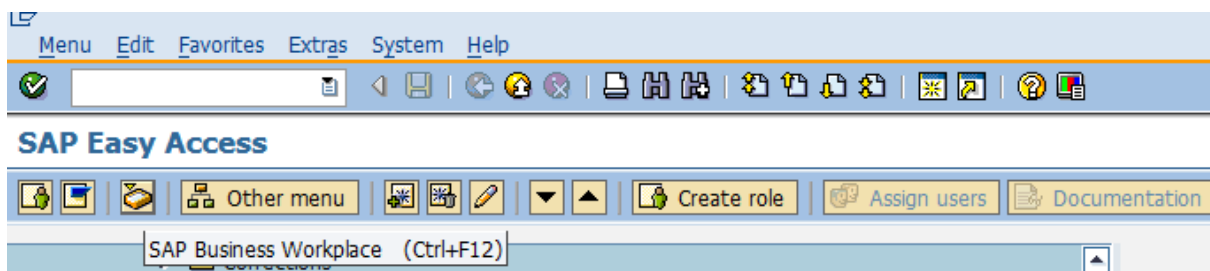 Menu Edit Favorites Extras System Help
SAP Easy Access
Other menu Create role Assign users Documentation
SAP Business Workplace (Ctrl+F12)